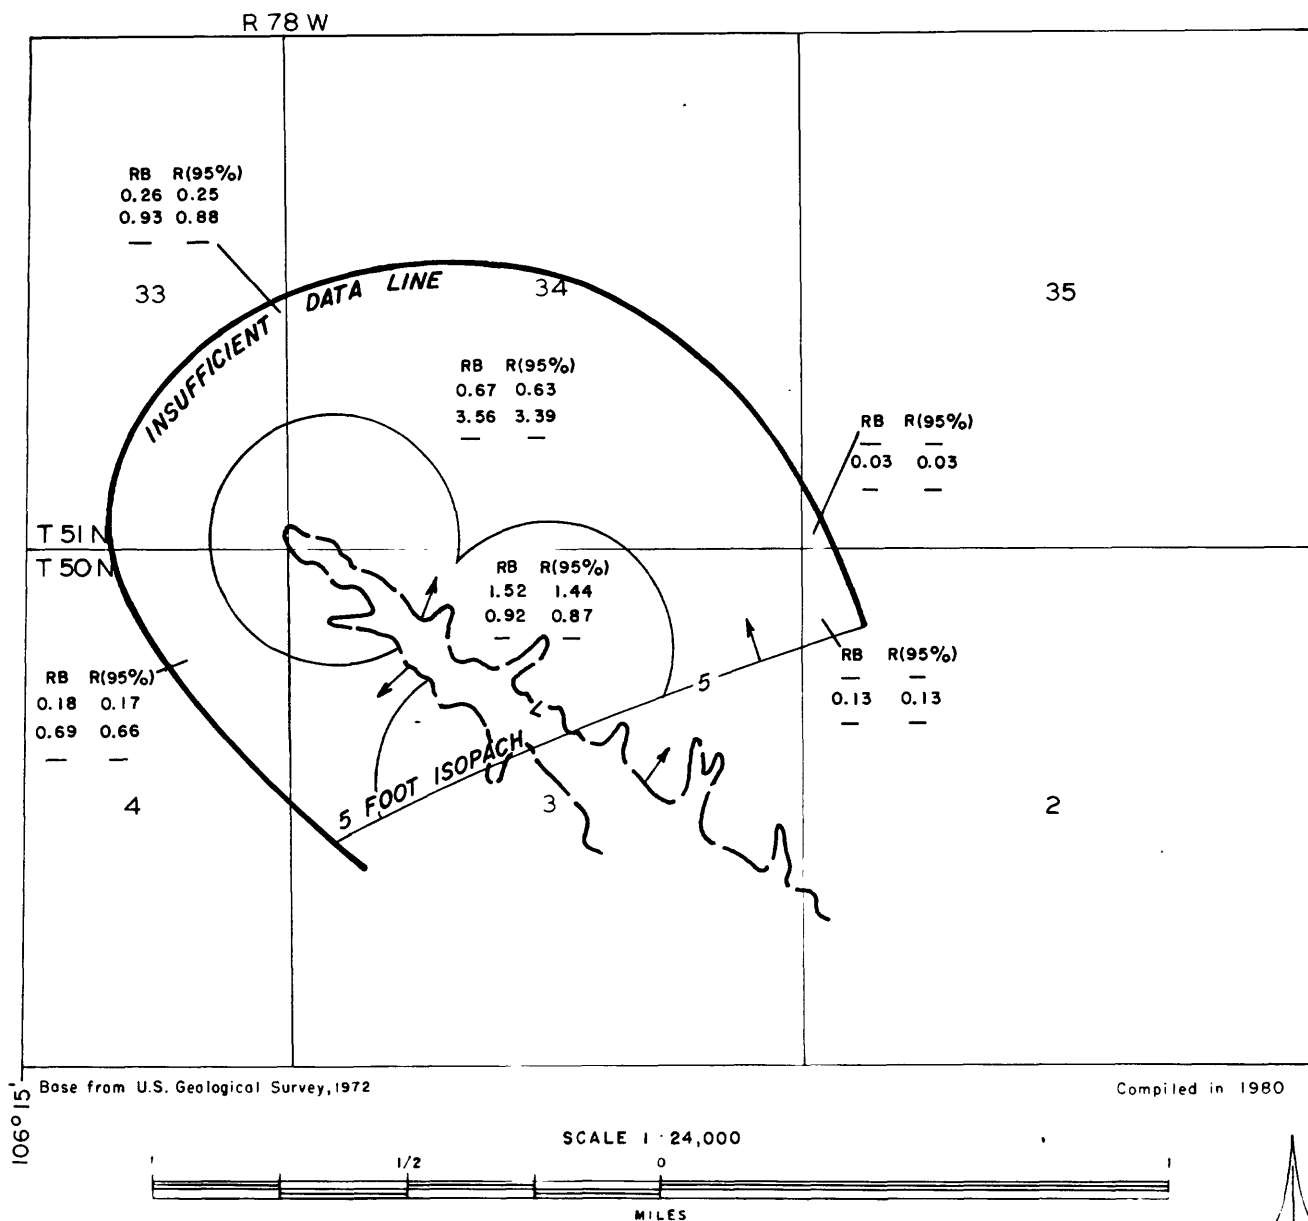 R 78 W
RB R(95%)
0.26 0.25
0.93 0.88
— —
33
34
35
INSUFFICIENT DATA LINE
RB R(95%)
0.67 0.63
3.56 3.39
— —
RB R(95%)
— —
0.03 0.03
— —
T 51 N
T 50 N
RB R(95%)
1.52 1.44
0.92 0.87
— —
RB R(95%)
— —
0.13 0.13
— —
RB R(95%)
0.18 0.17
0.69 0.66
— —
5
5 FOOT ISOPACH
4
3
2
106°15'
Base from U.S. Geological Survey, 1972
Compiled in 1980
SCALE 1:24,000
1 1/2 0 1
MILES